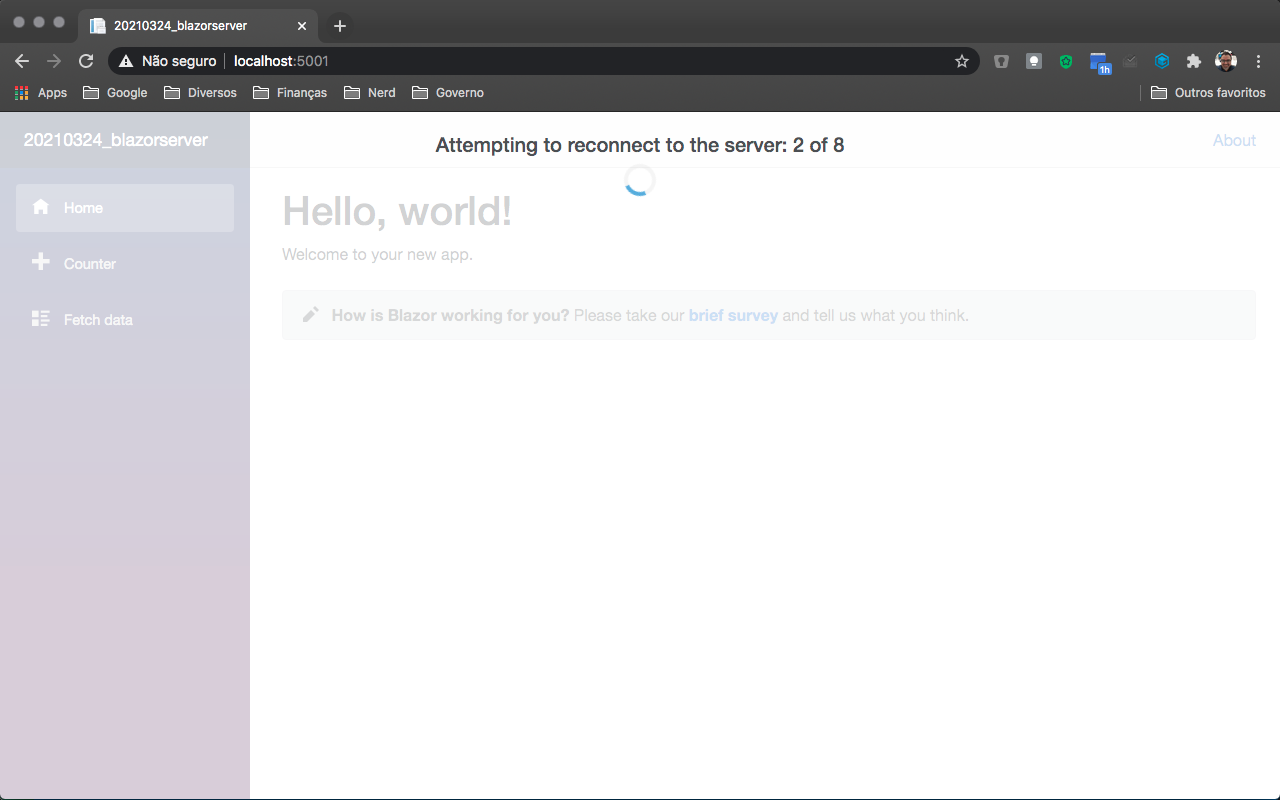 20210324_blazorserver
Não seguro localhost:5001
1h
Apps Google Diversos Finanças Nerd Governo Outros favoritos
20210324_blazorserver
Attempting to reconnect to the server: 2 of 8
About
Home
Counter
Fetch data
Hello, world!
Welcome to your new app.
How is Blazor working for you? Please take our brief survey and tell us what you think.